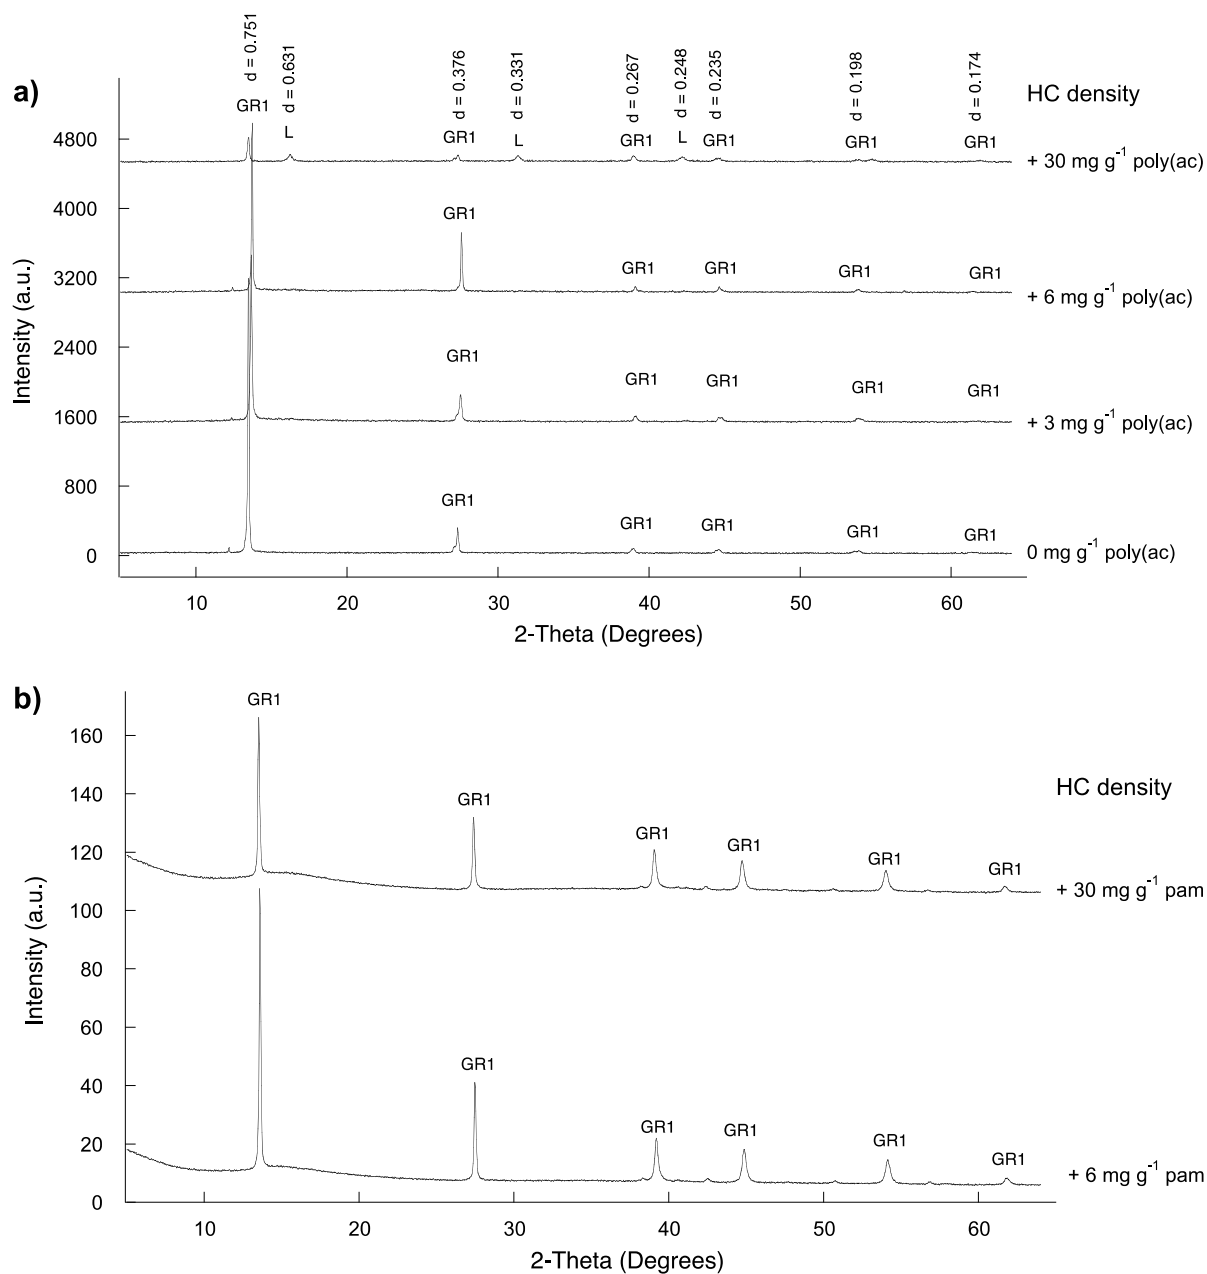 a)
d = 0.751
d = 0.631
d = 0.376
d = 0.331
d = 0.267
d = 0.248
d = 0.235
d = 0.198
d = 0.174
HC density
GR1 L GR1 L GR1 L GR1 GR1 GR1
+ 30 mg g-1 poly(ac)
GR1 GR1 GR1 GR1 GR1
+ 6 mg g-1 poly(ac)
GR1 GR1 GR1 GR1 GR1
+ 3 mg g-1 poly(ac)
GR1 GR1 GR1 GR1 GR1
0 mg g-1 poly(ac)
4800
4000
3200
2400
1600
800
0
Intensity (a.u.)
10 20 30 40 50 60
2-Theta (Degrees)
b)
HC density
GR1 GR1 GR1 GR1 GR1 GR1
+ 30 mg g-1 pam
GR1 GR1 GR1 GR1 GR1
+ 6 mg g-1 pam
160
140
120
100
80
60
40
20
0
Intensity (a.u.)
10 20 30 40 50 60
2-Theta (Degrees)